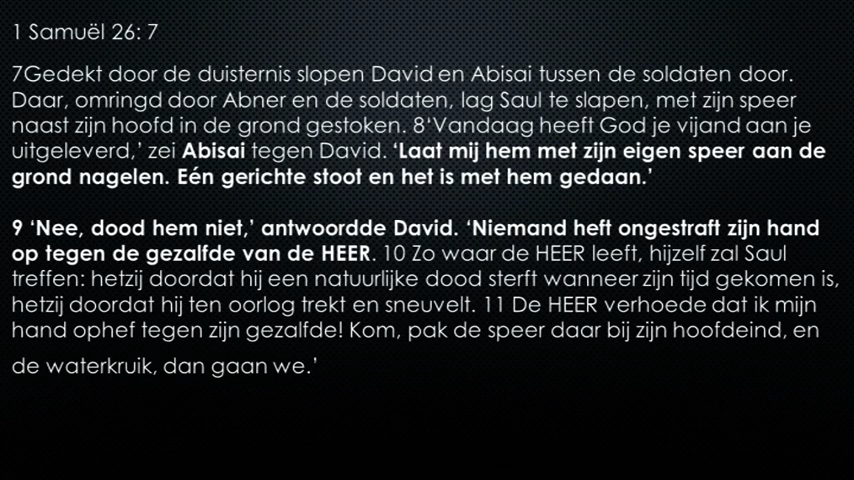 1 Samuël 26: 7
7Gedekt door de duisternis slopen David en Abisai tussen de soldaten door.
Daar, omringd door Abner en de soldaten, lag Saul te slapen, met zijn speer
naast zijn hoofd in de grond gestoken. 8‘Vandaag heeft God je vijand aan je
uitgeleverd,’ zei Abisai tegen David. ‘Laat mij hem met zijn eigen speer aan de
grond nagelen. Eén gerichte stoot en het is met hem gedaan.’
9 ‘Nee, dood hem niet,’ antwoordde David. ‘Niemand heft ongestraft zijn hand
op tegen de gezalfde van de HEER. 10 Zo waar de HEER leeft, hijzelf zal Saul
treffen: hetzij doordat hij een natuurlijke dood sterft wanneer zijn tijd gekomen is,
hetzij doordat hij ten oorlog trekt en sneuvelt. 11 De HEER verhoede dat ik mijn
hand ophef tegen zijn gezalfde! Kom, pak de speer daar bij zijn hoofdeind, en
de waterkruik, dan gaan we.’